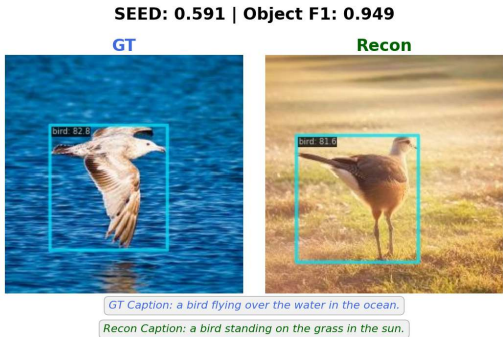 SEED: 0.591 | Object F1: 0.949
GT
Recon
bird: 82.8
bird: 81.6
GT Caption: a bird flying over the water in the ocean.
Recon Caption: a bird standing on the grass in the sun.